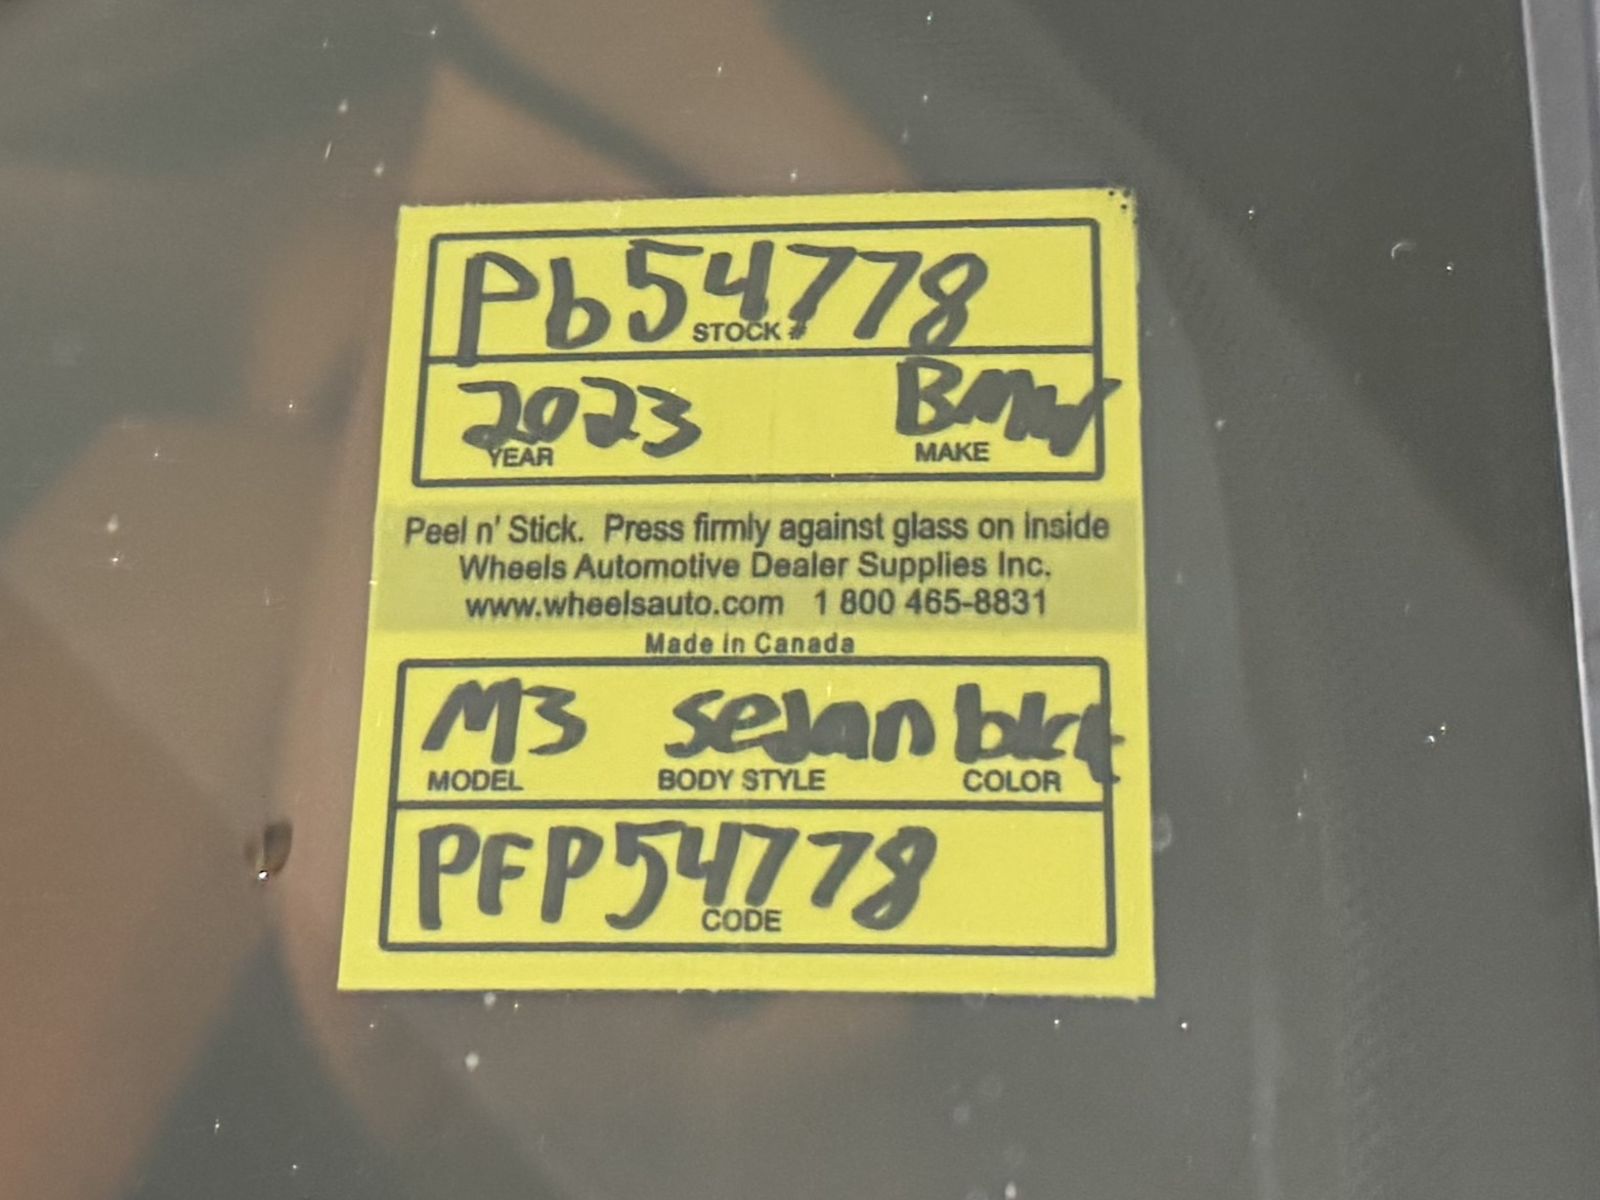 Pb54778
STOCK #
2023 BMW
YEAR MAKE
Peel n' Stick. Press firmly against glass on Inside
Wheels Automotive Dealer Supplies Inc.
www.wheelsauto.com 1 800 465-8831
Made in Canada
M3 sedan blk
MODEL BODY STYLE COLOR
PFP54778
CODE